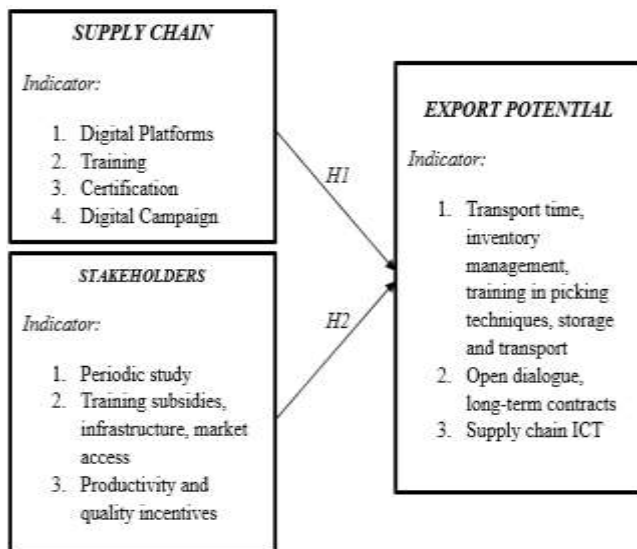 SUPPLY CHAIN
Indicator:
1. Digital Platforms
2. Training
3. Certification
4. Digital Campaign
STAKEHOLDERS
Indicator:
1. Periodic study
2. Training subsidies,
infrastructure, market
access
3. Productivity and
quality incentives
H1
H2
EXPORT POTENTIAL
Indicator:
1. Transport time,
inventory
management,
training in picking
techniques, storage
and transport
2. Open dialogue,
long-term contracts
3. Supply chain ICT